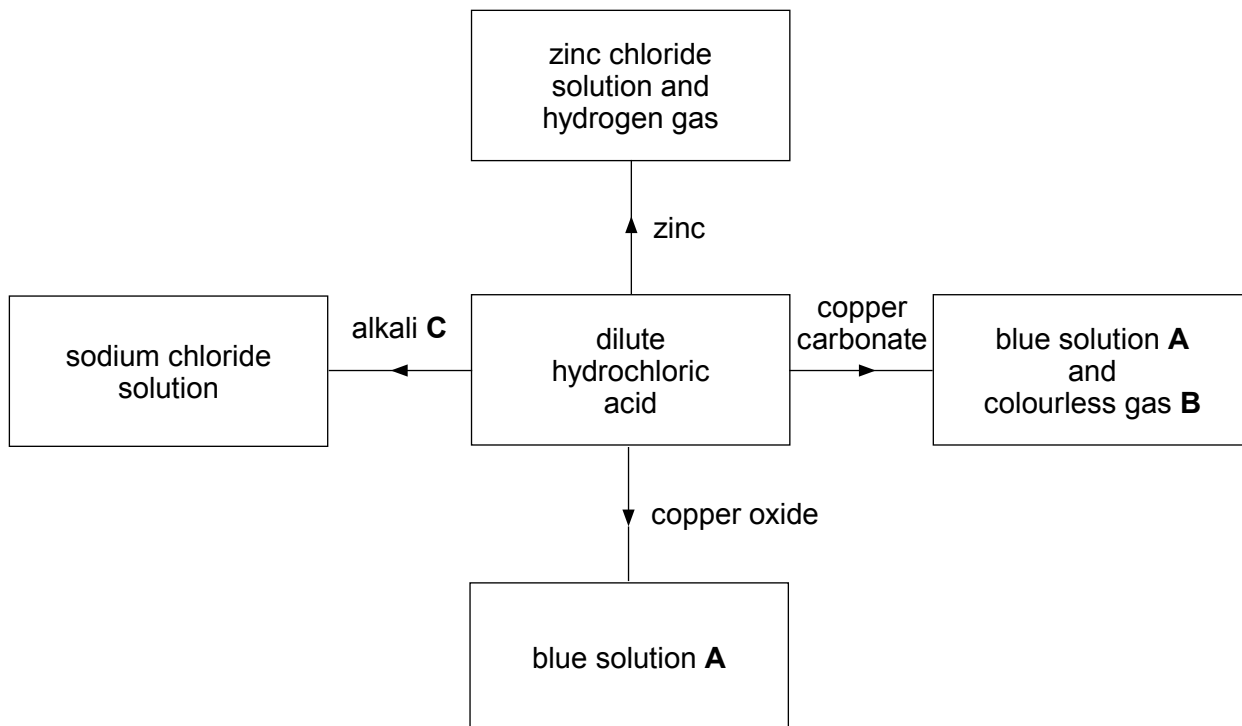 zinc chloride
solution and
hydrogen gas
zinc
sodium chloride
solution
alkali C
dilute
hydrochloric
acid
copper
carbonate
blue solution A
and
colourless gas B
copper oxide
blue solution A